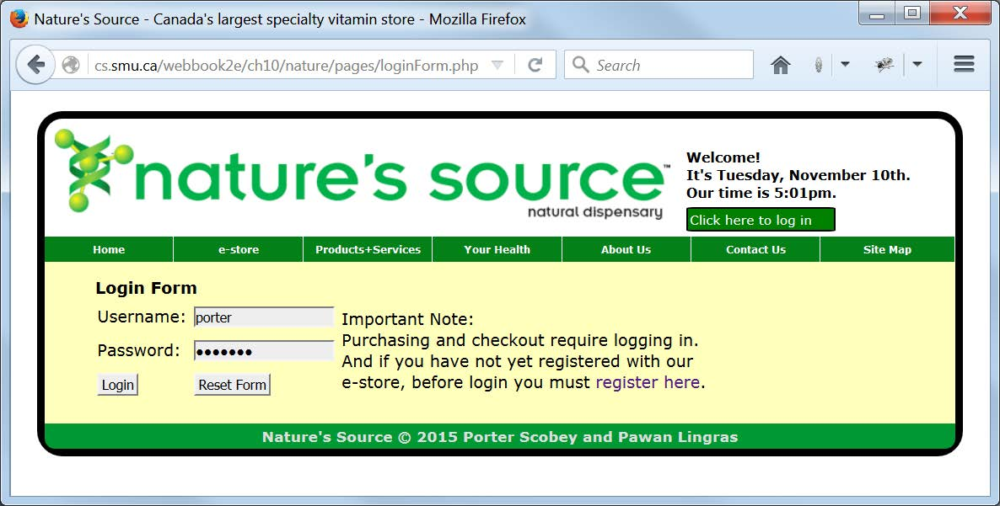 Nature's Source - Canada's largest specialty vitamin store - Mozilla Firefox
cs.smu.ca/webbook2e/ch10/nature/pages/loginForm.php
Search
nature's source™
natural dispensary
Welcome!
It's Tuesday, November 10th.
Our time is 5:01pm.
Click here to log in
Home e-store Products+Services Your Health About Us Contact Us Site Map
Login Form
Username: porter
Password: •••••••
Login Reset Form
Important Note:
Purchasing and checkout require logging in.
And if you have not yet registered with our
e-store, before login you must register here.
Nature's Source © 2015 Porter Scobey and Pawan Lingras